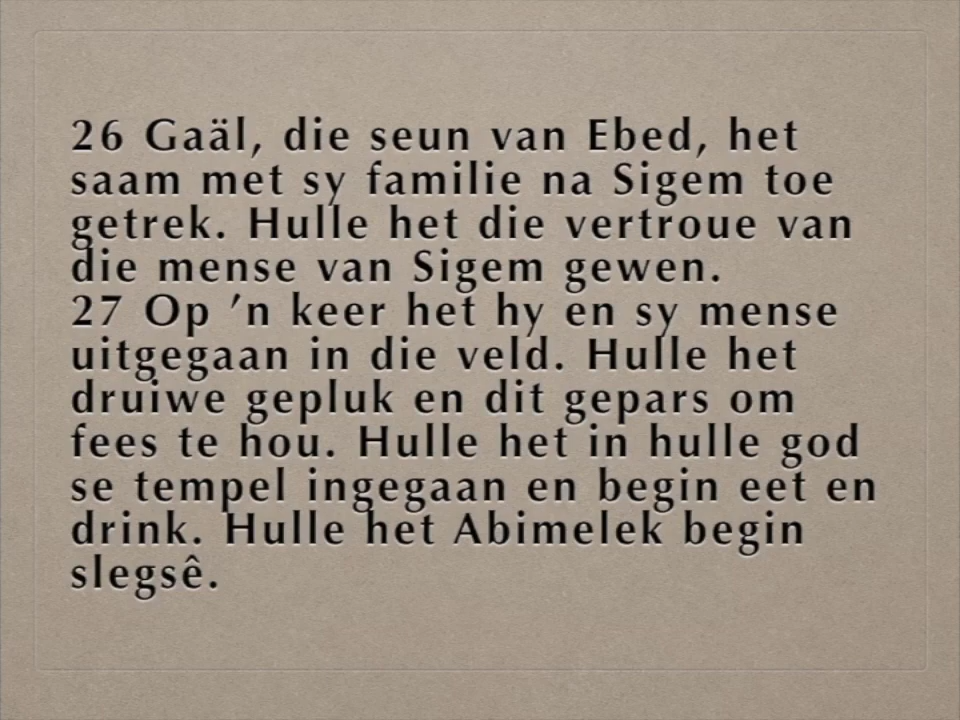 26 Gaäl, die seun van Ebed, het
saam met sy familie na Sigem toe
getrek. Hulle het die vertroue van
die mense van Sigem gewen.
27 Op ’n keer het hy en sy mense
uitgegaan in die veld. Hulle het
druiwe gepluk en dit gepars om
fees te hou. Hulle het in hulle god
se tempel ingegaan en begin eet en
drink. Hulle het Abimelek begin
slegsê.